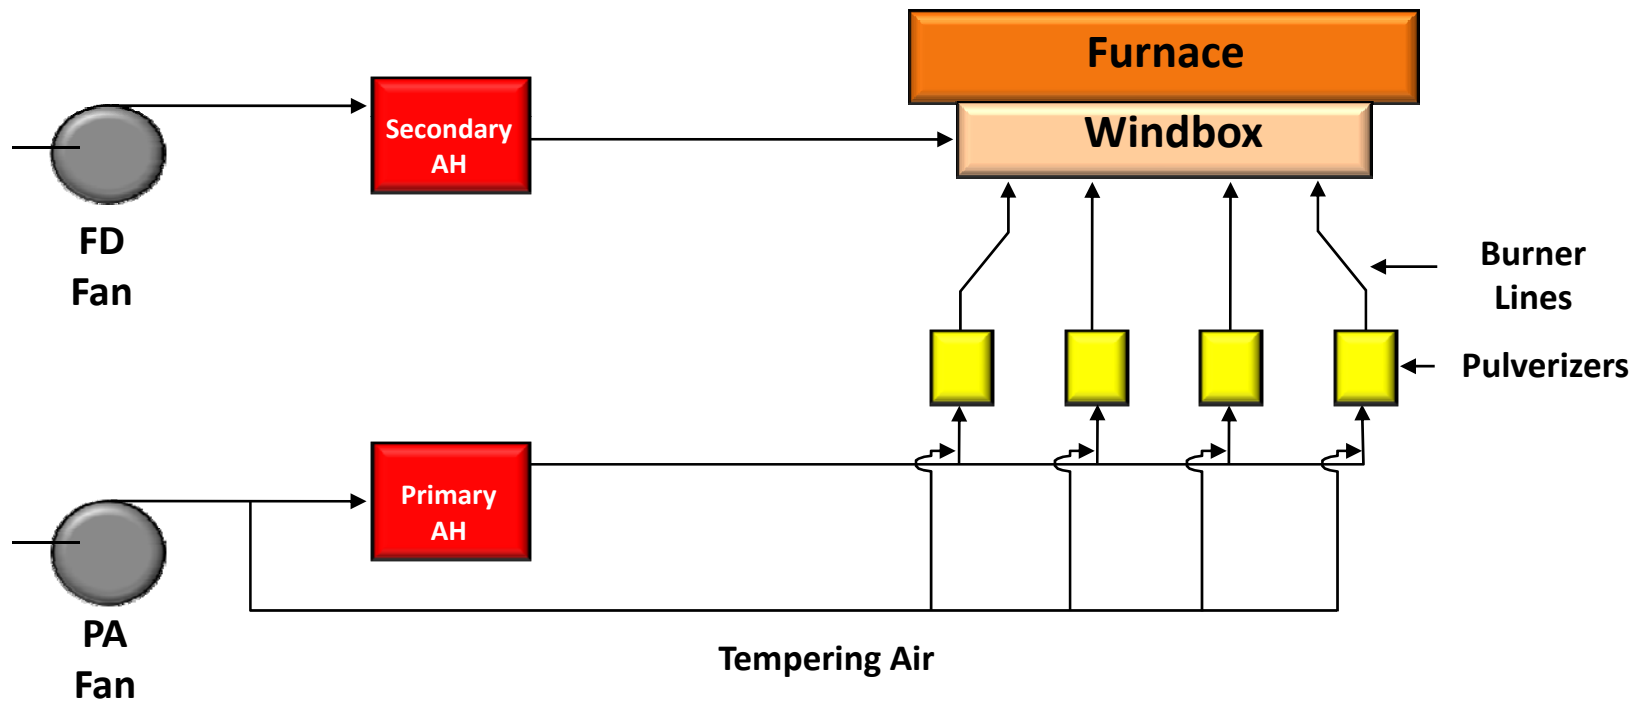 Furnace
Windbox
Secondary
AH
FD
Fan
Burner
Lines
Pulverizers
Primary
AH
PA
Fan
Tempering Air